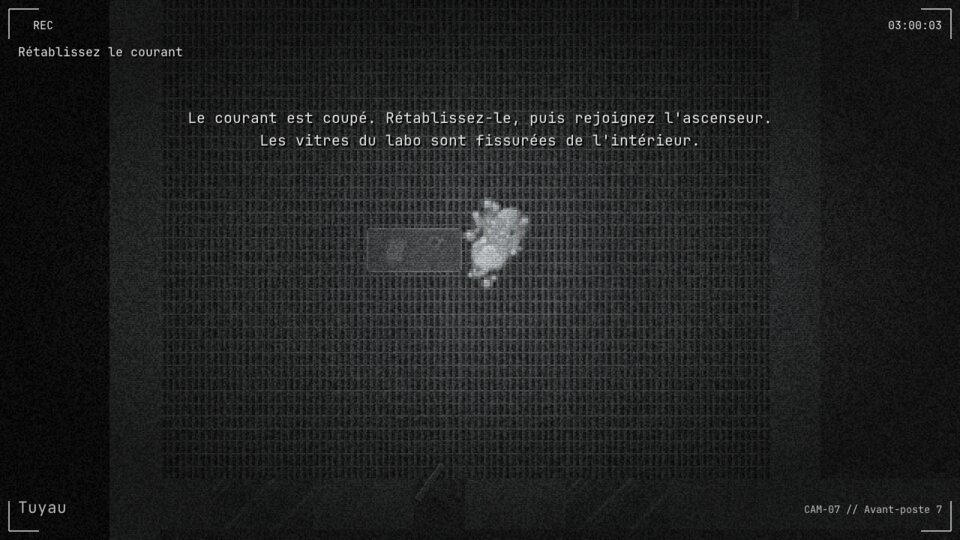 REC
03:00:03
Rétablissez le courant
Le courant est coupé. Rétablissez-le, puis rejoignez l'ascenseur.
Les vitres du labo sont fissurées de l'intérieur.
Tuyau
CAM-07 // Avant-poste 7